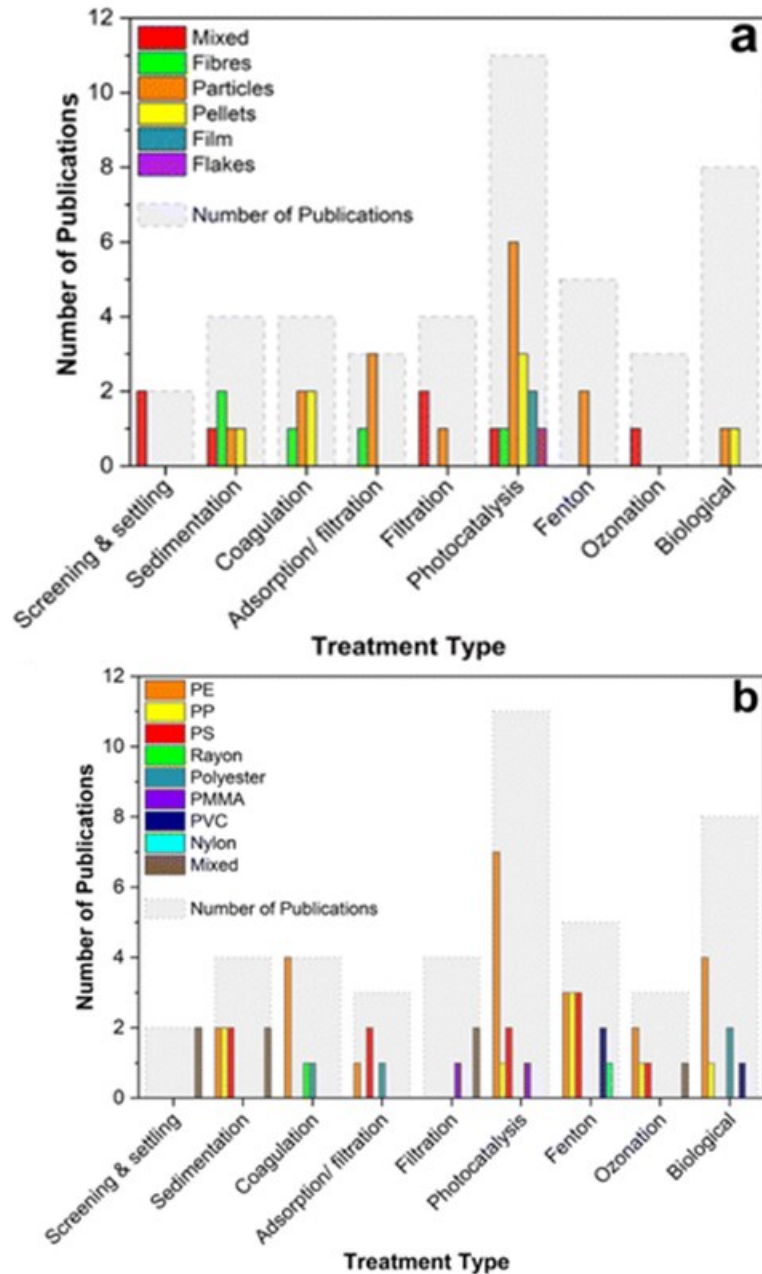 a
12
10
8
6
4
2
0
Number of Publications
Mixed
Fibres
Particles
Pellets
Film
Flakes
Number of Publications
Screening & settling
Sedimentation
Coagulation
Adsorption/ filtration
Filtration
Photocatalysis
Fenton
Ozonation
Biological
Treatment Type
b
12
10
8
6
4
2
0
Number of Publications
PE
PP
PS
Rayon
Polyester
PMMA
PVC
Nylon
Mixed
Number of Publications
Screening & settling
Sedimentation
Coagulation
Adsorption/ filtration
Filtration
Photocatalysis
Fenton
Ozonation
Biological
Treatment Type